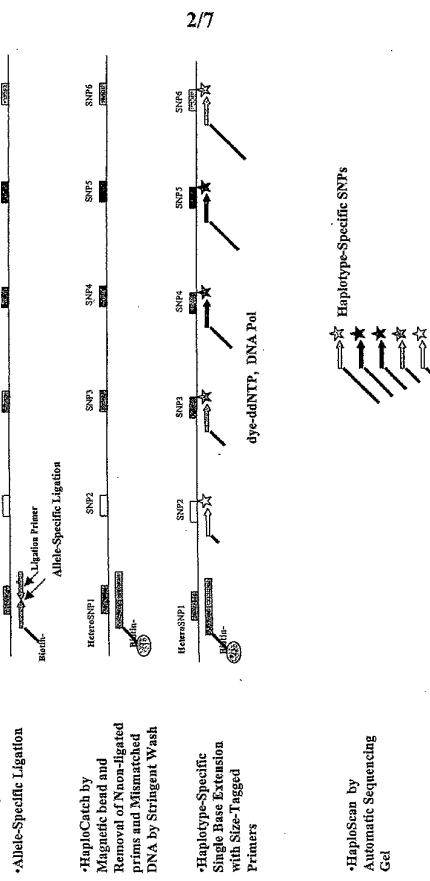 2/7
•Allele-Specific Ligation
Biotin-
Ligation Primer
Allele-Specific Ligation
•HaploCatch by
Magnetic bead and
Removal of Nnon-ligated
prims and Mismatched
DNA by Stringent Wash
HeteroSNP1
SNP2
SNP3
SNP4
SNP5
SNP6
Biotin-
•Haplotype-Specific
Single Base Extension
with Size-Tagged
Primers
HeteroSNP1
SNP2
SNP3
SNP4
SNP5
SNP6
Biotin-
dye-ddNTP, DNA Pol
•HaploScan by
Automatic Sequencing
Gel
Haplotype-Specific SNPs